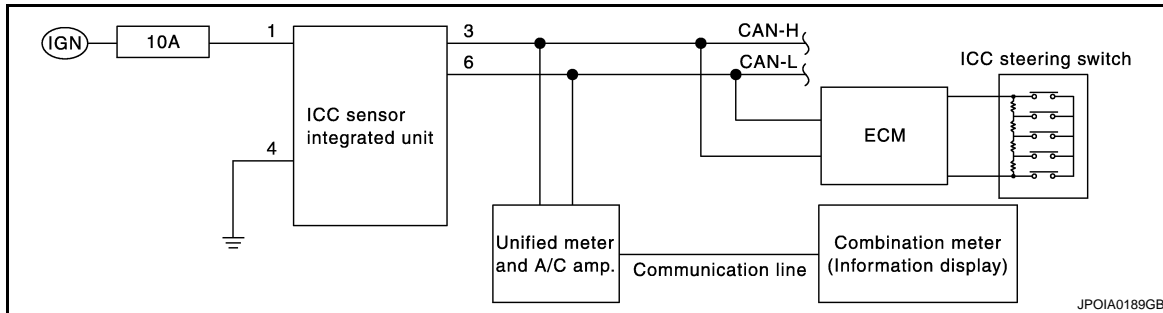 IGN
10A
1
3
6
4
ICC sensor
integrated unit
CAN-H
CAN-L
ICC steering switch
ECM
Unified meter
and A/C amp.
Communication line
Combination meter
(Information display)
JPOIA0189GB